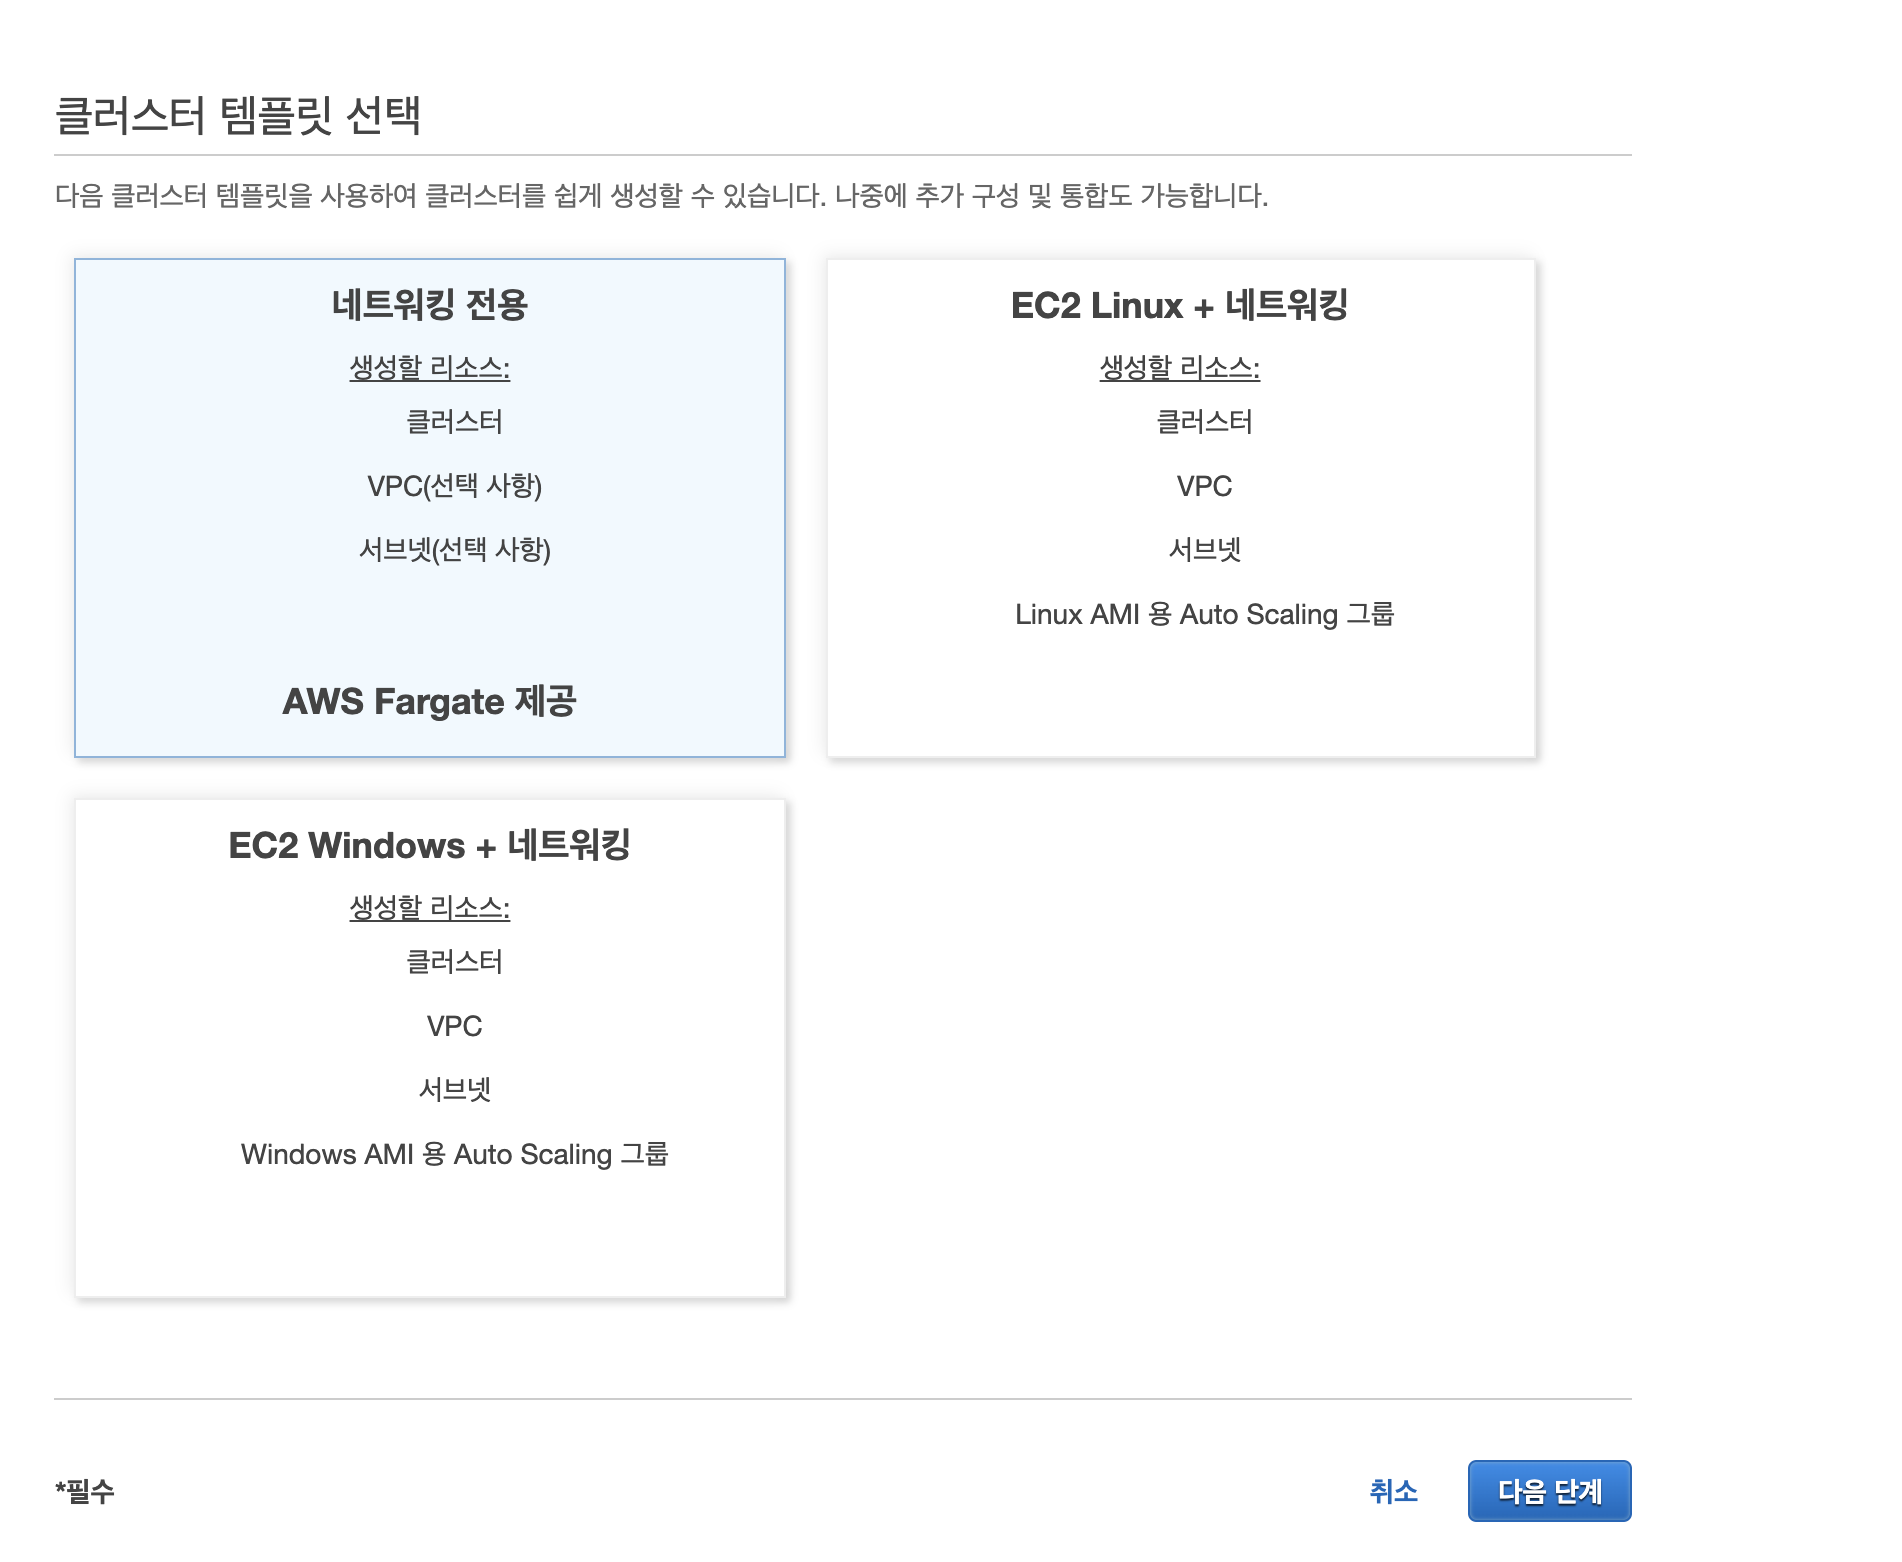 클러스터 템플릿 선택
다음 클러스터 템플릿을 사용하여 클러스터를 쉽게 생성할 수 있습니다. 나중에 추가 구성 및 통합도 가능합니다.
네트워킹 전용
생성할 리소스:
클러스터
VPC(선택 사항)
서브넷(선택 사항)
AWS Fargate 제공
EC2 Linux + 네트워킹
생성할 리소스:
클러스터
VPC
서브넷
Linux AMI 용 Auto Scaling 그룹
EC2 Windows + 네트워킹
생성할 리소스:
클러스터
VPC
서브넷
Windows AMI 용 Auto Scaling 그룹
*필수
취소
다음 단계